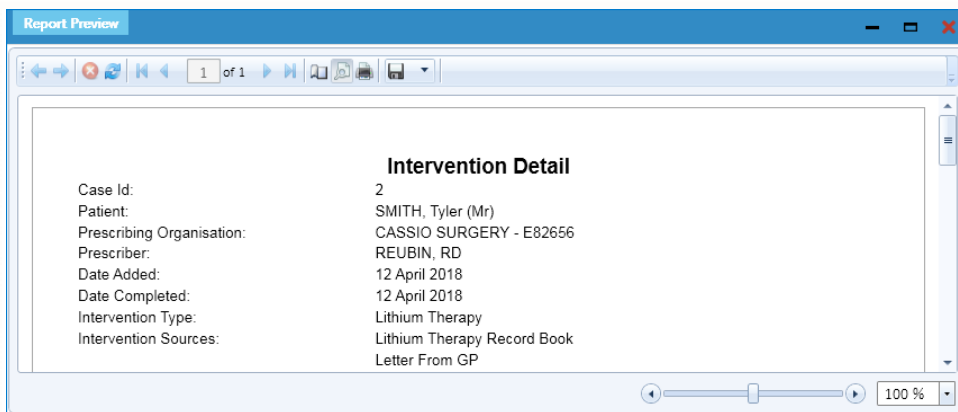 Report Preview
1 of 1
Intervention Detail
Case Id: 2
Patient: SMITH, Tyler (Mr)
Prescribing Organisation: CASSIO SURGERY - E82656
Prescriber: REUBIN, RD
Date Added: 12 April 2018
Date Completed: 12 April 2018
Intervention Type: Lithium Therapy
Intervention Sources: Lithium Therapy Record Book
Letter From GP
100 %